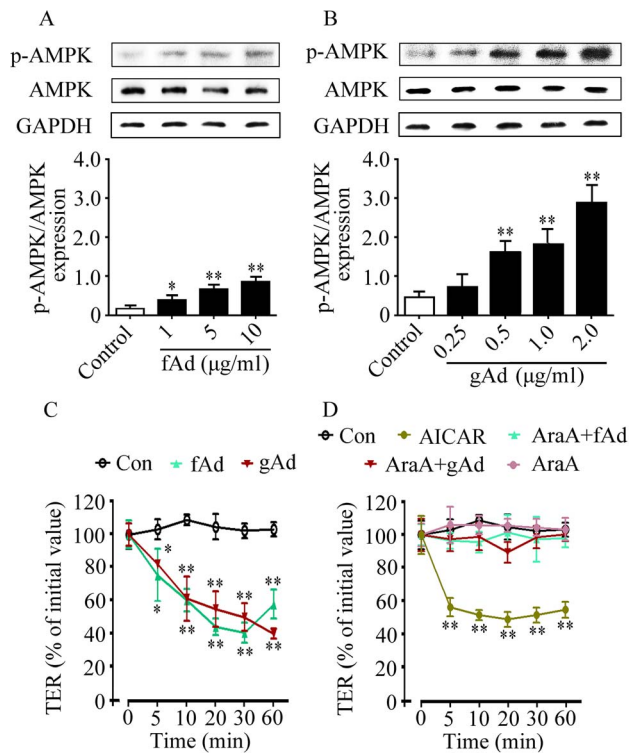 A
p-AMPK
AMPK
GAPDH
p-AMPK/AMPK
expression
4.0
3.0
2.0
1.0
0
*
**
**
Control
1
5
10
fAd (μg/ml)
B
p-AMPK
AMPK
GAPDH
p-AMPK/AMPK
expression
4.0
3.0
2.0
1.0
0
**
**
**
Control
0.25
0.5
1.0
2.0
gAd (μg/ml)
C
Con fAd gAd
TER (% of initial value)
120
100
80
60
40
20
0
*
**
**
**
**
*
**
**
**
**
0 5 10 20 30 60
Time (min)
D
Con AICAR AraA+fAd
AraA+gAd AraA
TER (% of initial value)
120
100
80
60
40
20
0
** ** ** ** **
0 5 10 20 30 60
Time (min)